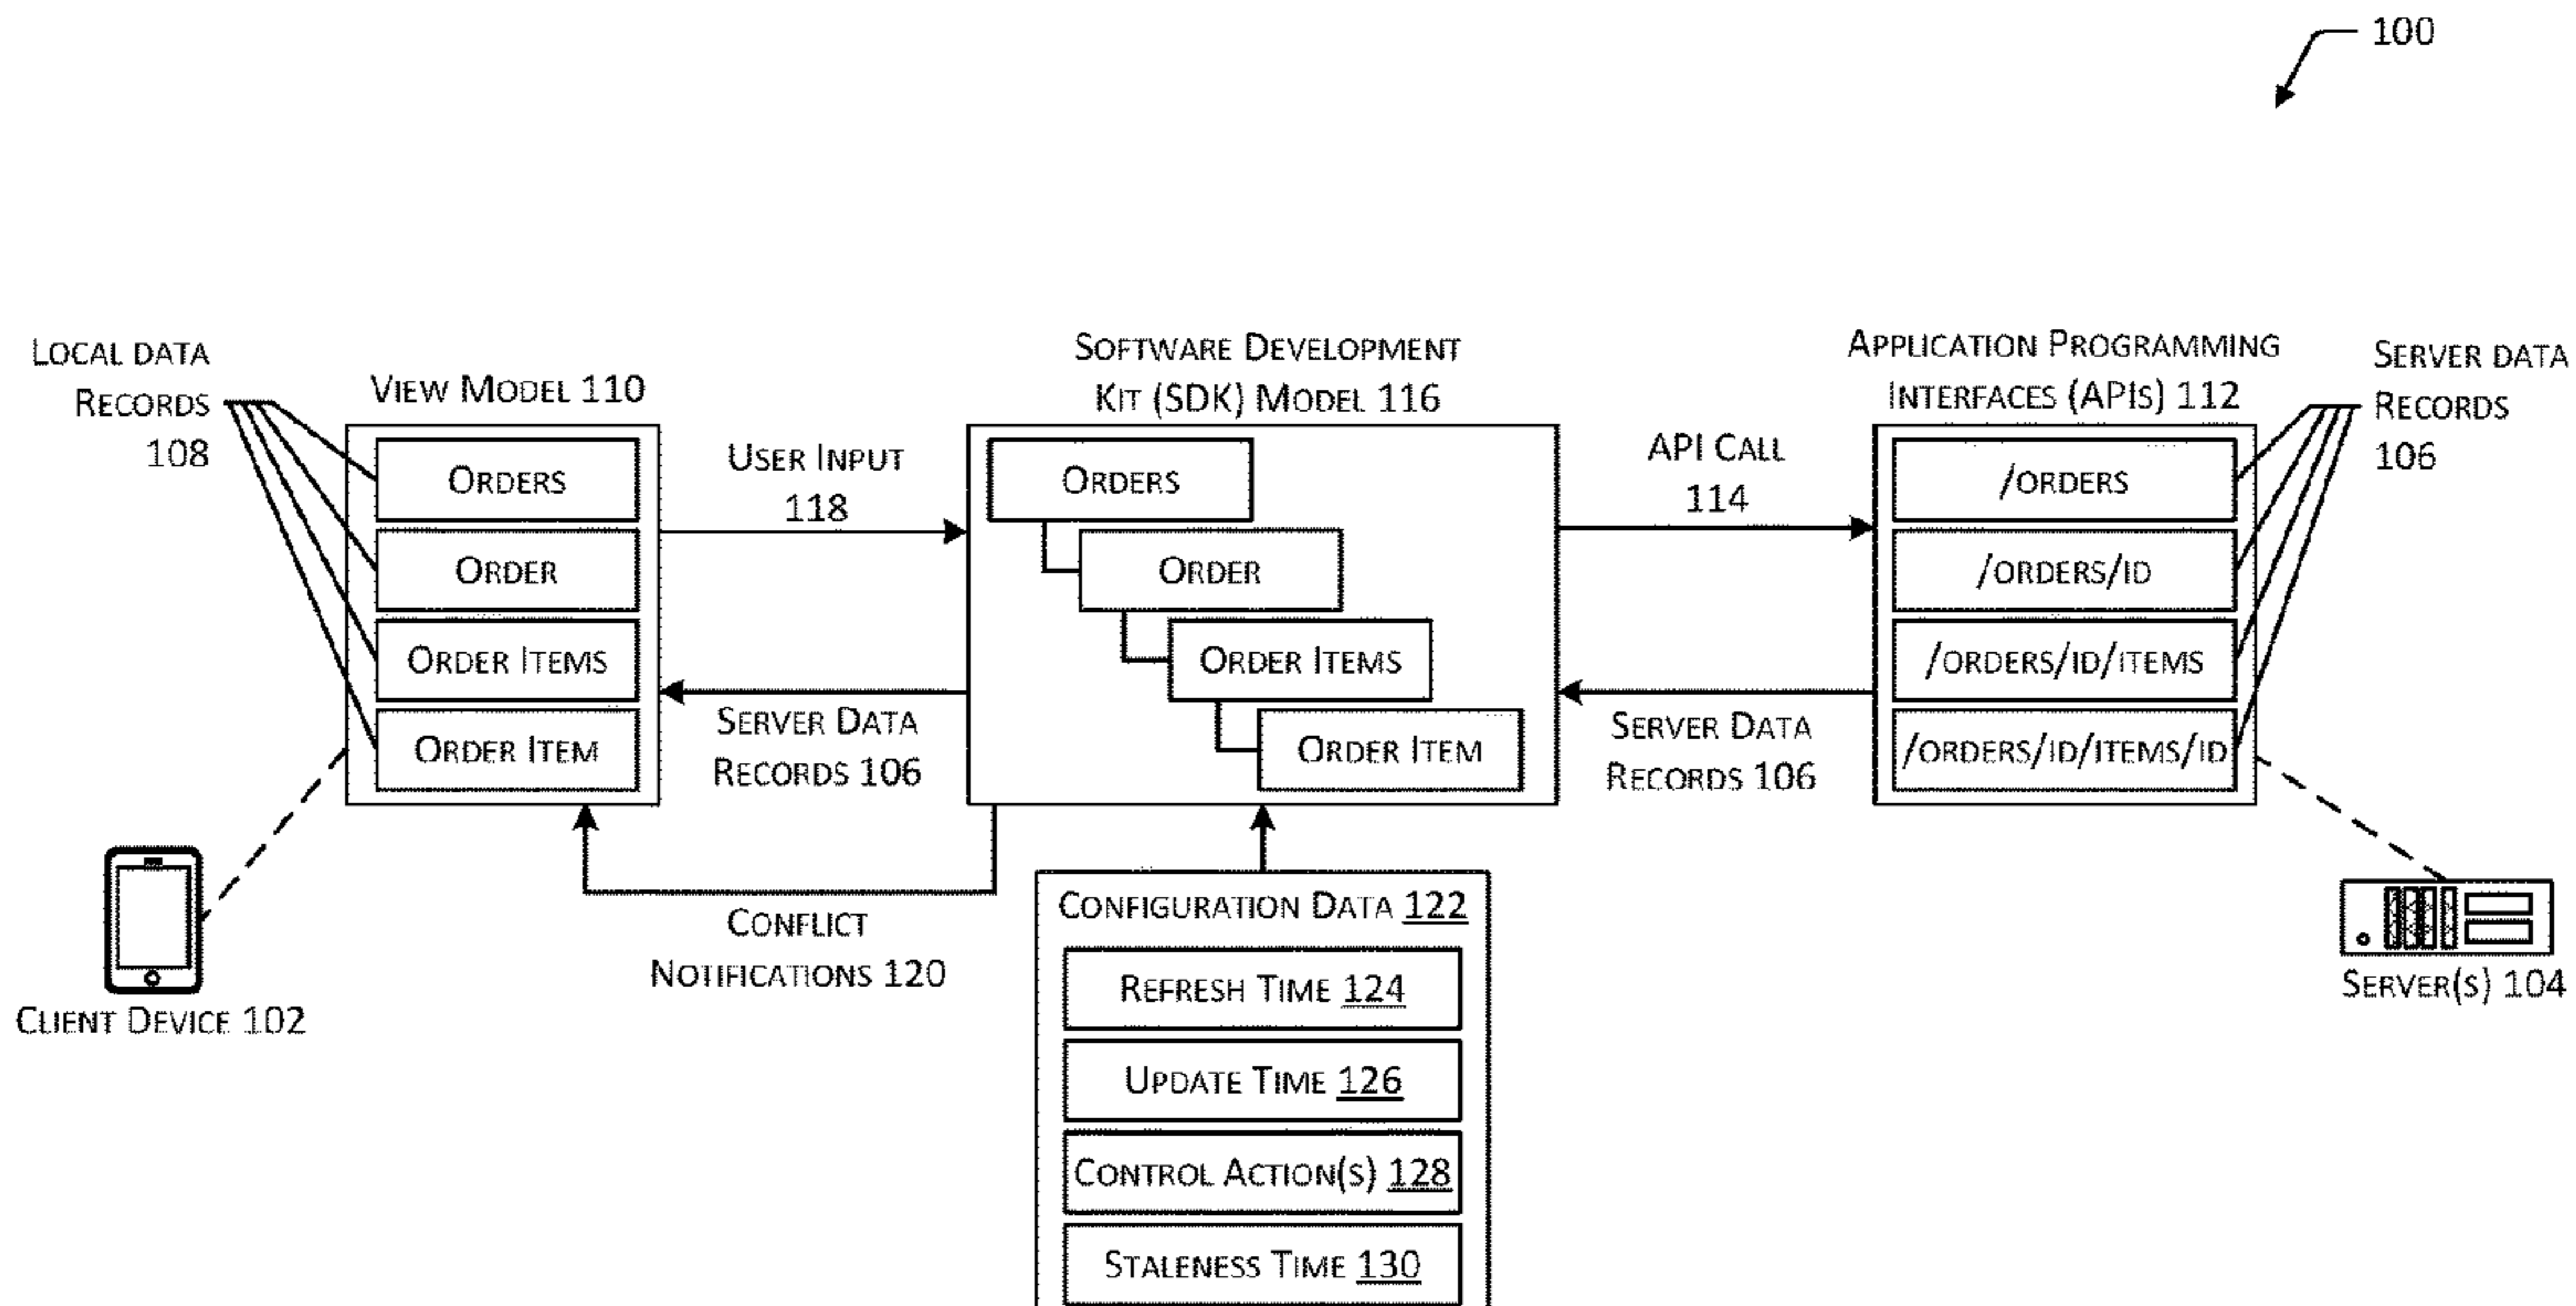 100
LOCAL DATA
RECORDS
108
VIEW MODEL 110
ORDERS
ORDER
ORDER ITEMS
ORDER ITEM
USER INPUT
118
SERVER DATA
RECORDS 106
CONFLICT
NOTIFICATIONS 120
CLIENT DEVICE 102
SOFTWARE DEVELOPMENT
KIT (SDK) MODEL 116
ORDERS
ORDER
ORDER ITEMS
ORDER ITEM
CONFIGURATION DATA 122
REFRESH TIME 124
UPDATE TIME 126
CONTROL ACTION(S) 128
STALENESS TIME 130
API CALL
114
SERVER DATA
RECORDS 106
APPLICATION PROGRAMMING
INTERFACES (APIS) 112
/ORDERS
/ORDERS/ID
/ORDERS/ID/ITEMS
/ORDERS/ID/ITEMS/ID
SERVER DATA
RECORDS
106
SERVER(S) 104